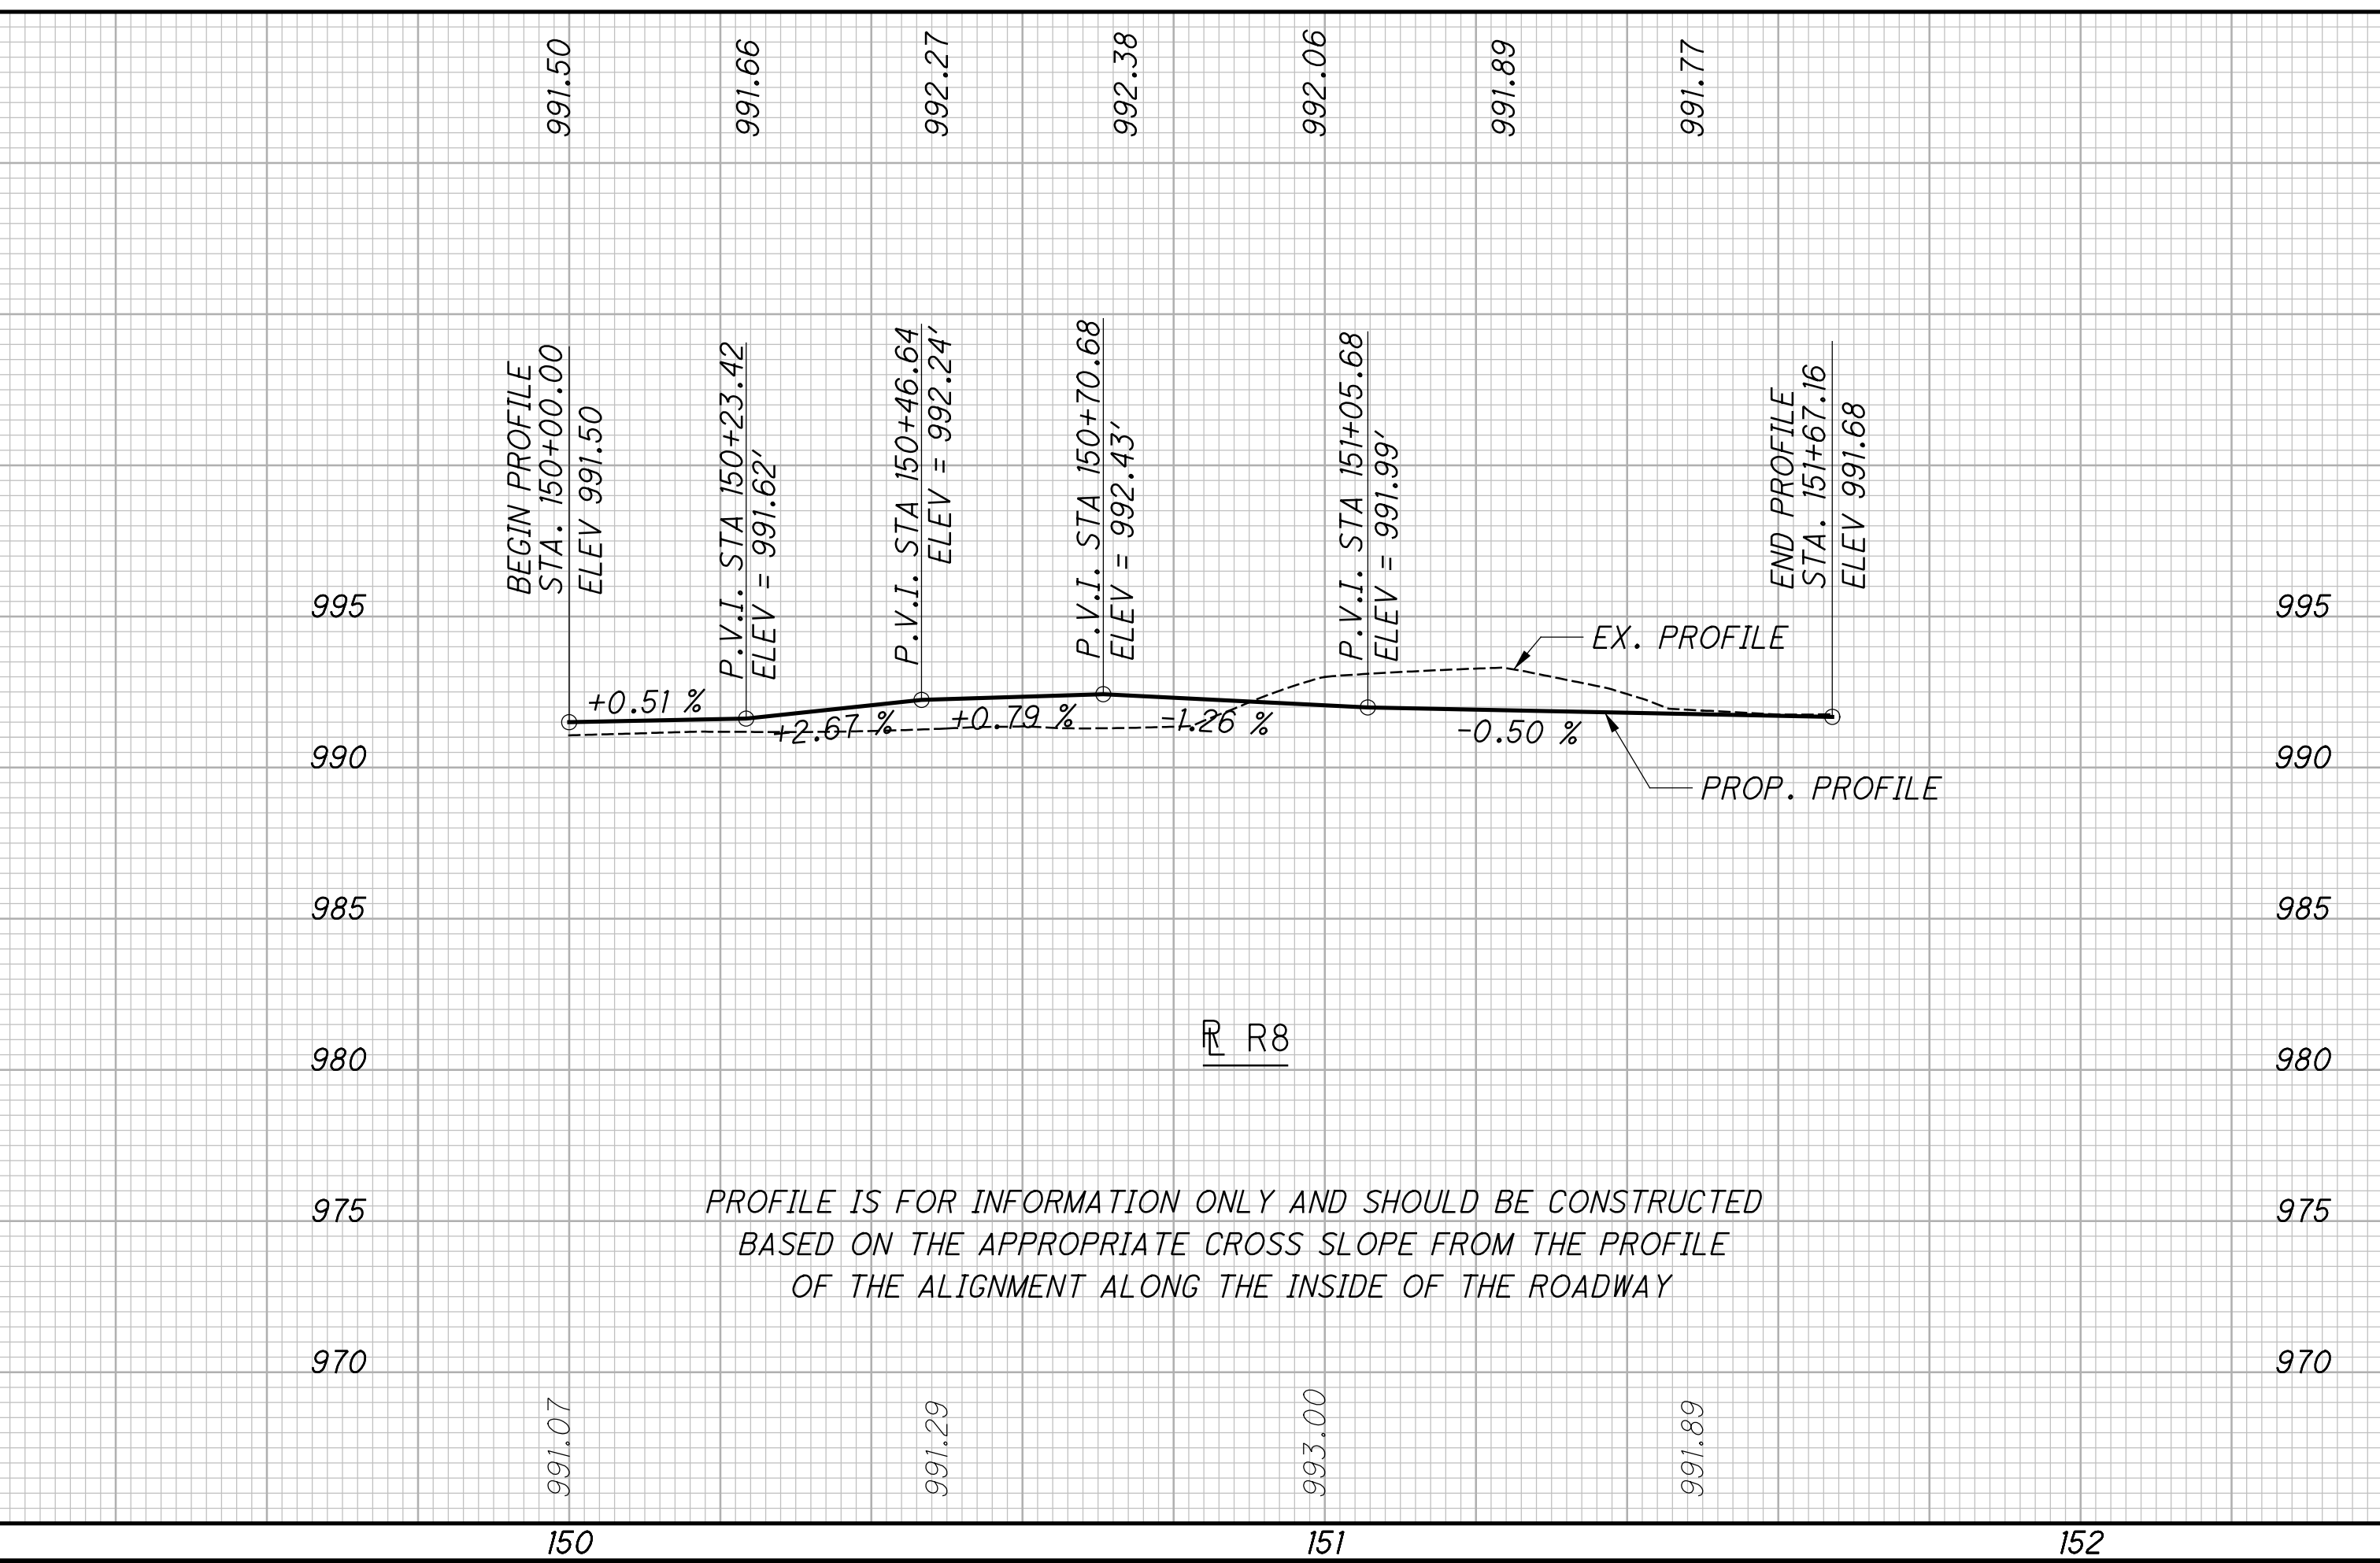 991.50
991.66
992.27
992.38
992.06
991.89
991.77
BEGIN PROFILE
STA. 150+00.00
ELEV 991.50
P.V.I. STA 150+23.42
ELEV = 991.62'
P.V.I. STA 150+46.64
ELEV = 992.24'
P.V.I. STA 150+70.68
ELEV = 992.43'
P.V.I. STA 151+05.68
ELEV = 991.99'
END PROFILE
STA. 151+67.16
ELEV 991.68
995
995
EX. PROFILE
+0.51 %
+2.67 %
+0.79 %
-1.26 %
-0.50 %
990
990
PROP. PROFILE
985
985
980
RL R8
980
PROFILE IS FOR INFORMATION ONLY AND SHOULD BE CONSTRUCTED
975
975
BASED ON THE APPROPRIATE CROSS SLOPE FROM THE PROFILE
OF THE ALIGNMENT ALONG THE INSIDE OF THE ROADWAY
970
970
991.07
991.29
993.00
991.89
150
151
152